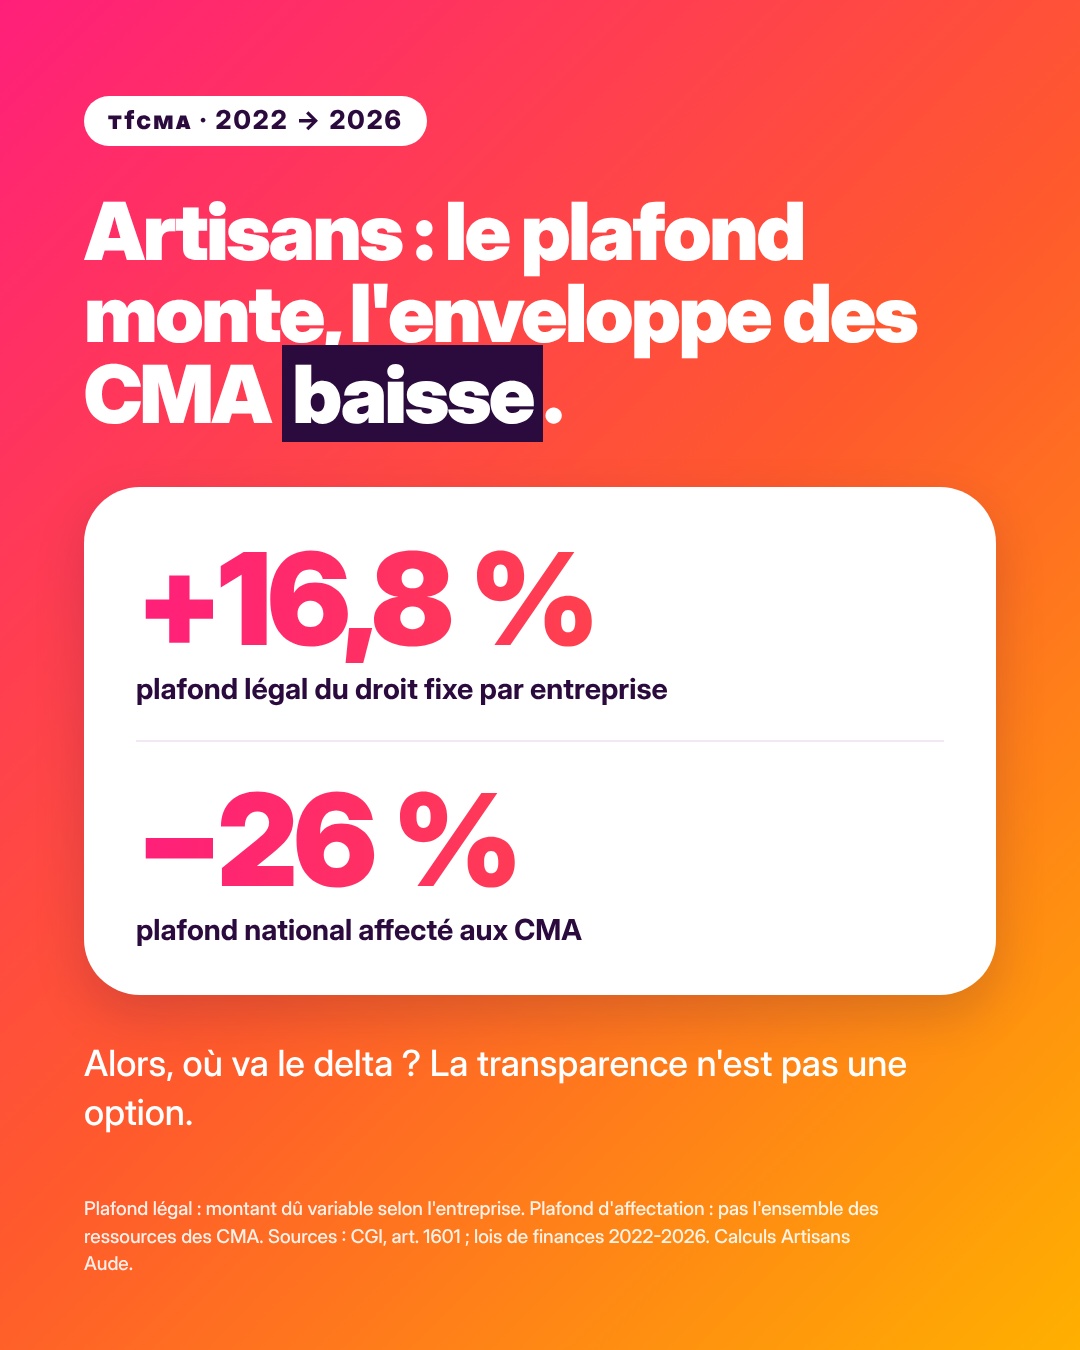 TfCMA · 2022 → 2026
Artisans : le plafond
monte, l'enveloppe des
CMA baisse.
+16,8 %
plafond légal du droit fixe par entreprise
−26 %
plafond national affecté aux CMA
Alors, où va le delta ? La transparence n'est pas une
option.
Plafond légal : montant dû variable selon l'entreprise. Plafond d'affectation : pas l'ensemble des
ressources des CMA. Sources : CGI, art. 1601 ; lois de finances 2022-2026. Calculs Artisans
Aude.